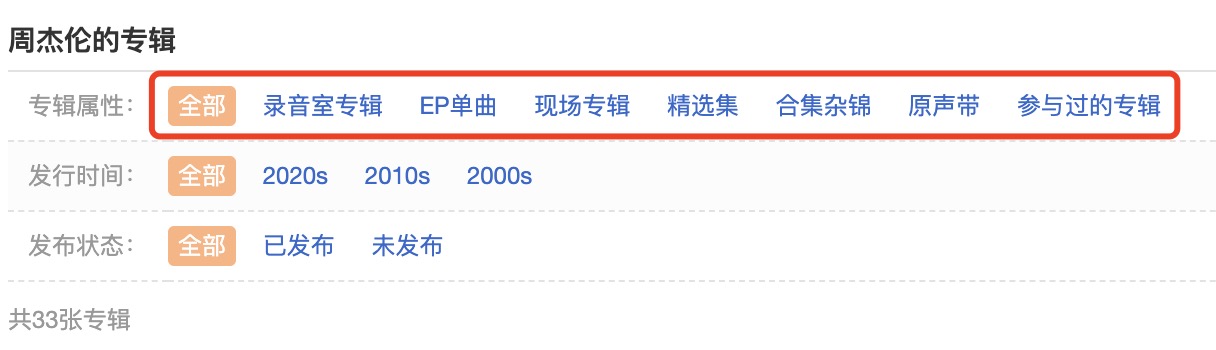 周杰伦的专辑
专辑属性： 全部 录音室专辑 EP单曲 现场专辑 精选集 合集杂锦 原声带 参与过的专辑
发行时间： 全部 2020s 2010s 2000s
发布状态： 全部 已发布 未发布
共33张专辑